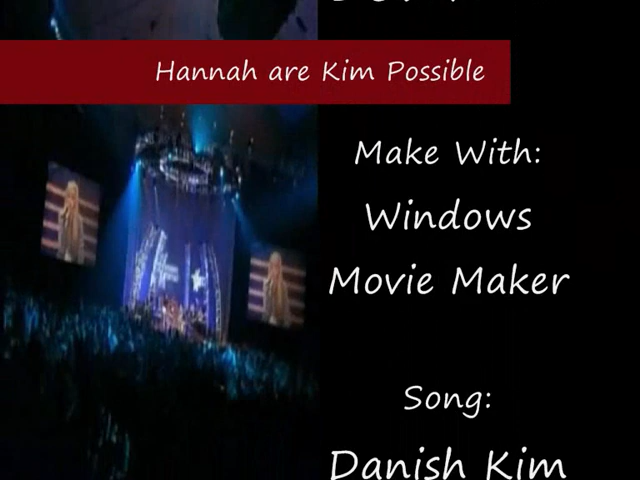 Hannah are Kim Possible
Make With:
Windows
Movie Maker
Song:
Danish Kim